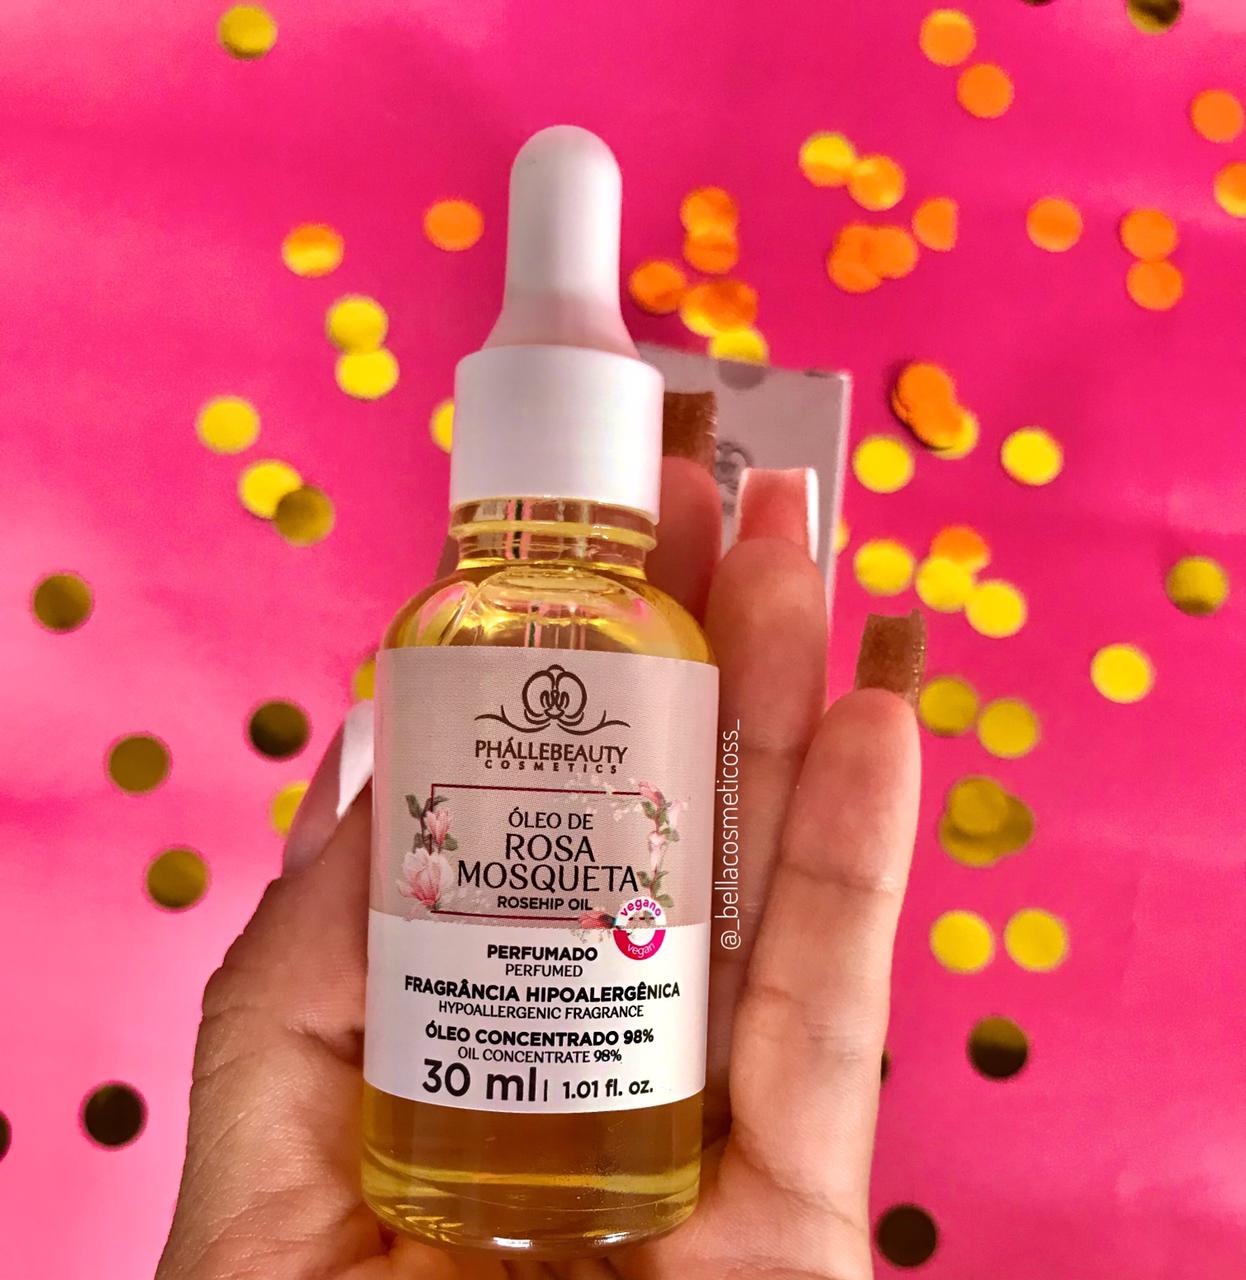 PHÁLLEBEAUTY
COSMETICS
ÓLEO DE
ROSA
MOSQUETA
ROSEHIP OIL
vegano
vegan
PERFUMADO
PERFUMED
FRAGRÂNCIA HIPOALERGÊNICA
HYPOALLERGENIC FRAGRANCE
ÓLEO CONCENTRADO 98%
OIL CONCENTRATE 98%
30 ml | 1.01 fl. oz.
@_bellacosmeticoss_